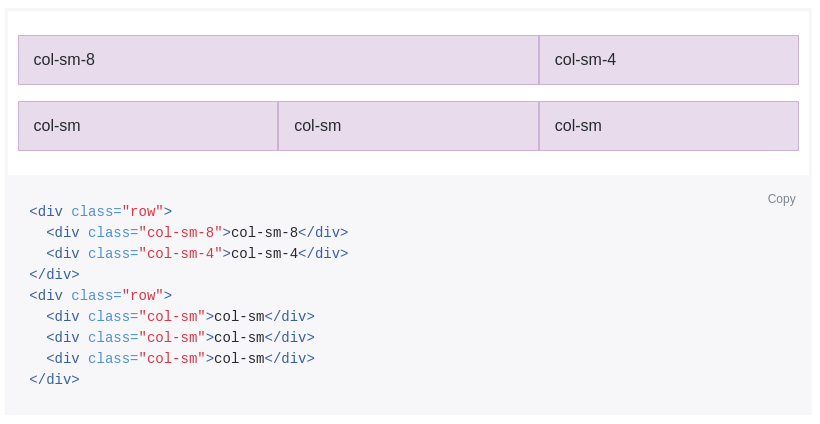 col-sm-8 col-sm-4
col-sm col-sm col-sm
Copy
<div class="row">
  <div class="col-sm-8">col-sm-8</div>
  <div class="col-sm-4">col-sm-4</div>
</div>
<div class="row">
  <div class="col-sm">col-sm</div>
  <div class="col-sm">col-sm</div>
  <div class="col-sm">col-sm</div>
</div>